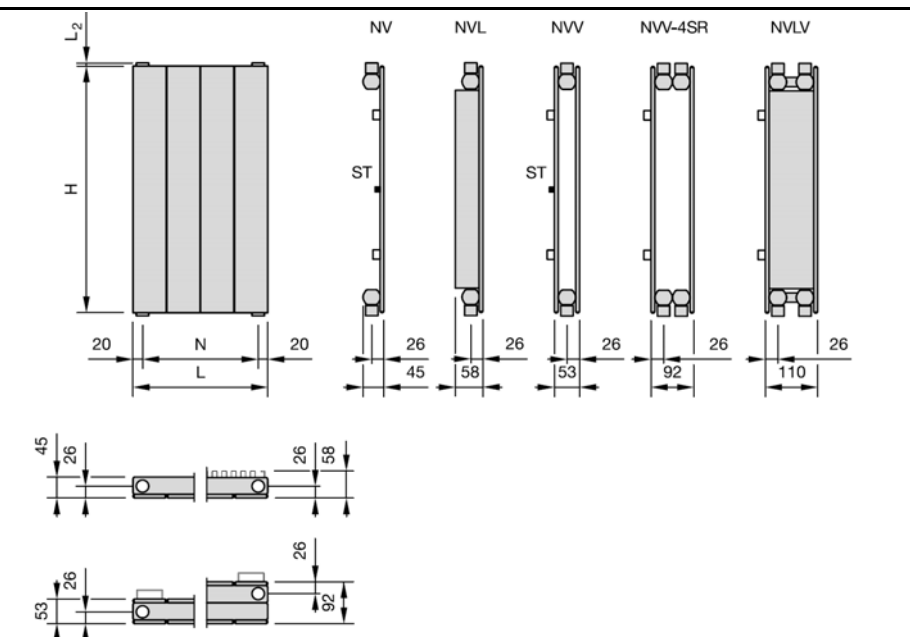 NV NVL NVV NVV-4SR NVLV
L2
H
ST ST
20 N 20 26 26 26 26 26
L 45 58 53 92 110
45 26 26 58
26
53 26 92